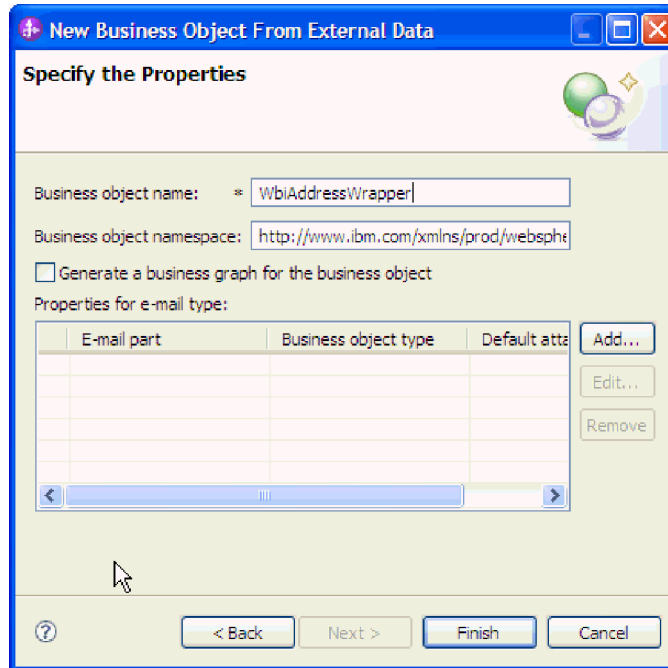 New Business Object From External Data
Specify the Properties
Business object name: * WbiAddressWrapper
Business object namespace: http://www.ibm.com/xmlns/prod/websphe
Generate a business graph for the business object
Properties for e-mail type:
E-mail part Business object type Default atta
Add...
Edit...
Remove
? < Back Next > Finish Cancel